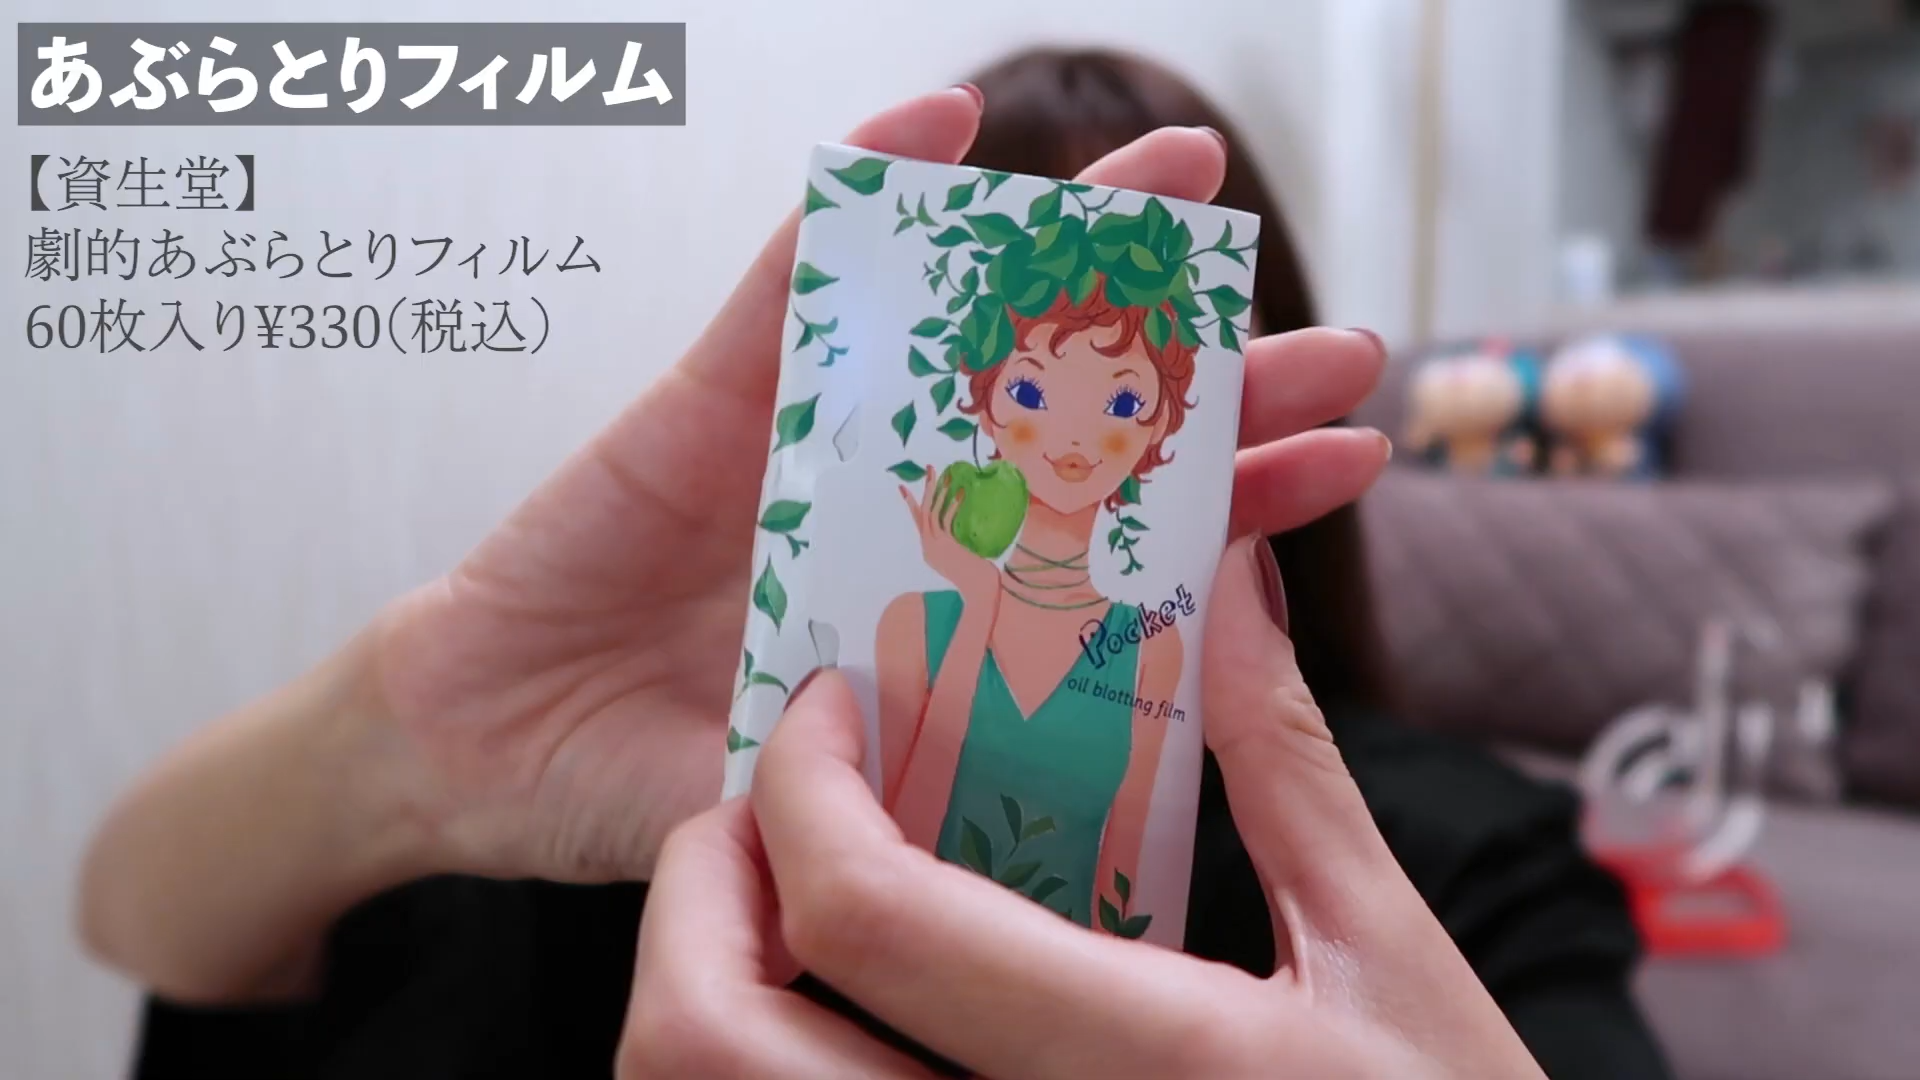 あぶらとりフィルム
【資生堂】
劇的あぶらとりフィルム
60枚入り¥330（税込）
Pocket
oil blotting film